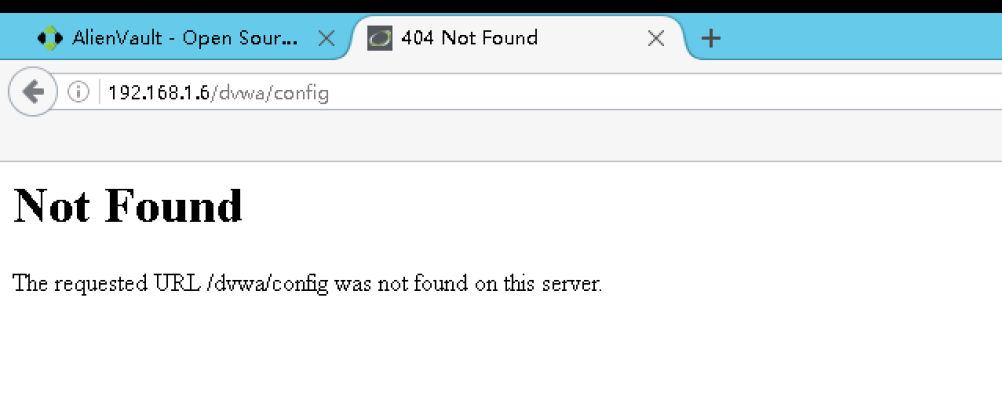 AlienVault - Open Sour...
404 Not Found
192.168.1.6/dvwa/config
Not Found
The requested URL /dvwa/config was not found on this server.